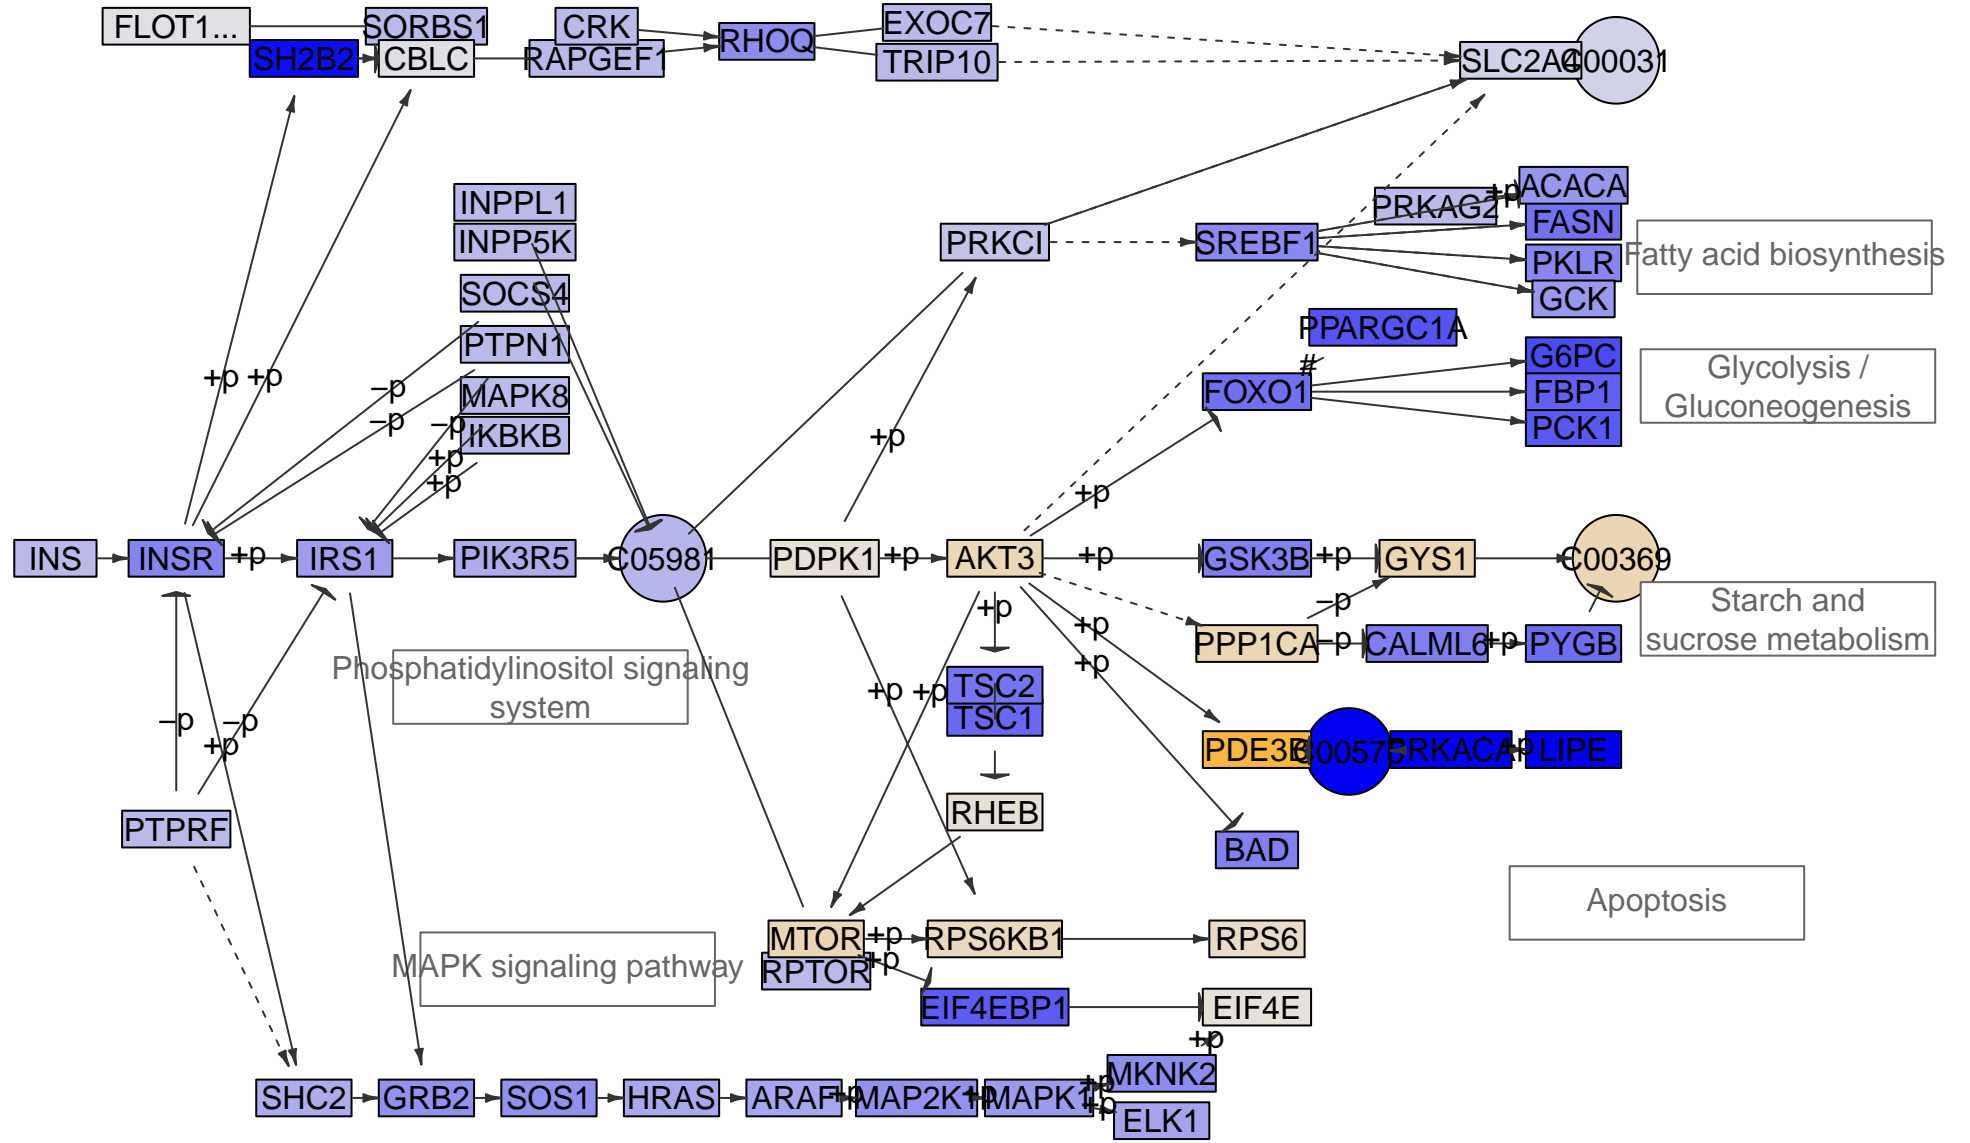 FLOT1...
SORBS1
SH2B2
CBLC
CRK
RAPGEF1
RHOQ
EXOC7
TRIP10
SLC2A4
C00031
INPPL1
INPP5K
SOCS4
PTPN1
MAPK8
IKBKB
PRKCI
SREBF1
PRKAG2
+p
ACACA
FASN
PKLR
GCK
Fatty acid biosynthesis
PPARGC1A
#
FOXO1
G6PC
FBP1
PCK1
Glycolysis /
Gluconeogenesis
+p
+p
−p
−p
−p
+p
+p
+p
+p
INS
INSR
+p
IRS1
PIK3R5
C05981
PDPK1
+p
AKT3
+p
GSK3B
+p
GYS1
C00369
Starch and
sucrose metabolism
+p
+p
+p
−p
PPP1CA
−p
CALML6
+p
PYGB
Phosphatidylinositol signaling
system
+p
+p
TSC2
TSC1
−p
−p
+p
PDE3B
C00575
PRKACA
+p
LIPE
PTPRF
RHEB
BAD
Apoptosis
MTOR
+p
RPS6KB1
RPS6
RPTOR
+p
MAPK signaling pathway
EIF4EBP1
EIF4E
+p
SHC2
GRB2
SOS1
HRAS
ARAF
+p
MAP2K1
+p
MAPK1
+p
+p
MKNK2
ELK1